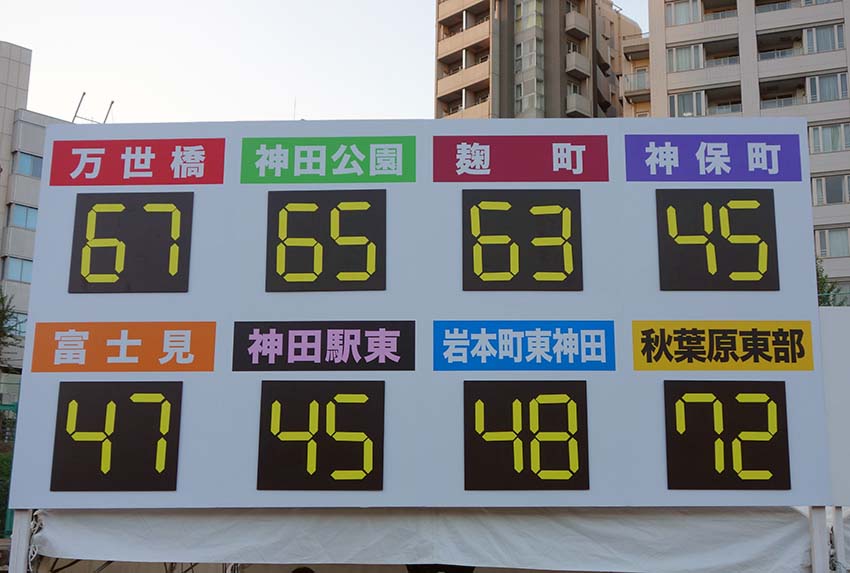 万世橋 神田公園 麹町 神保町
67 65 63 45
富士見 神田駅東 岩本町東神田 秋葉原東部
47 45 48 72